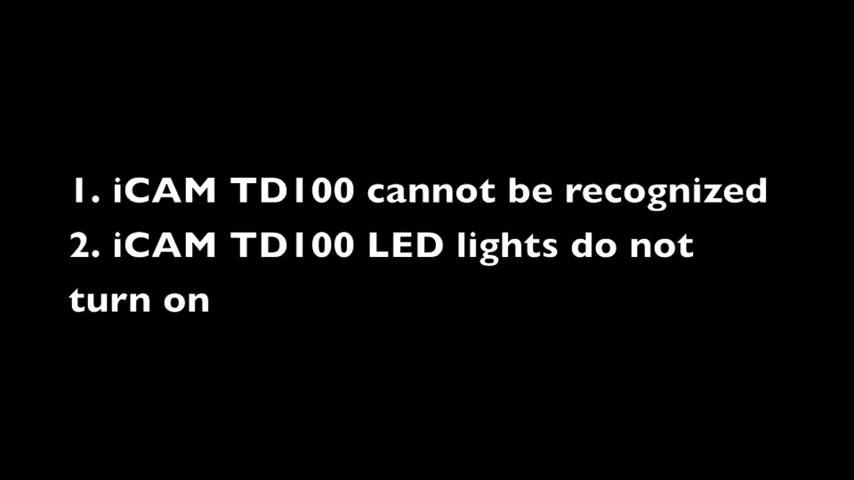 1. iCAM TD100 cannot be recognized
2. iCAM TD100 LED lights do not
turn on